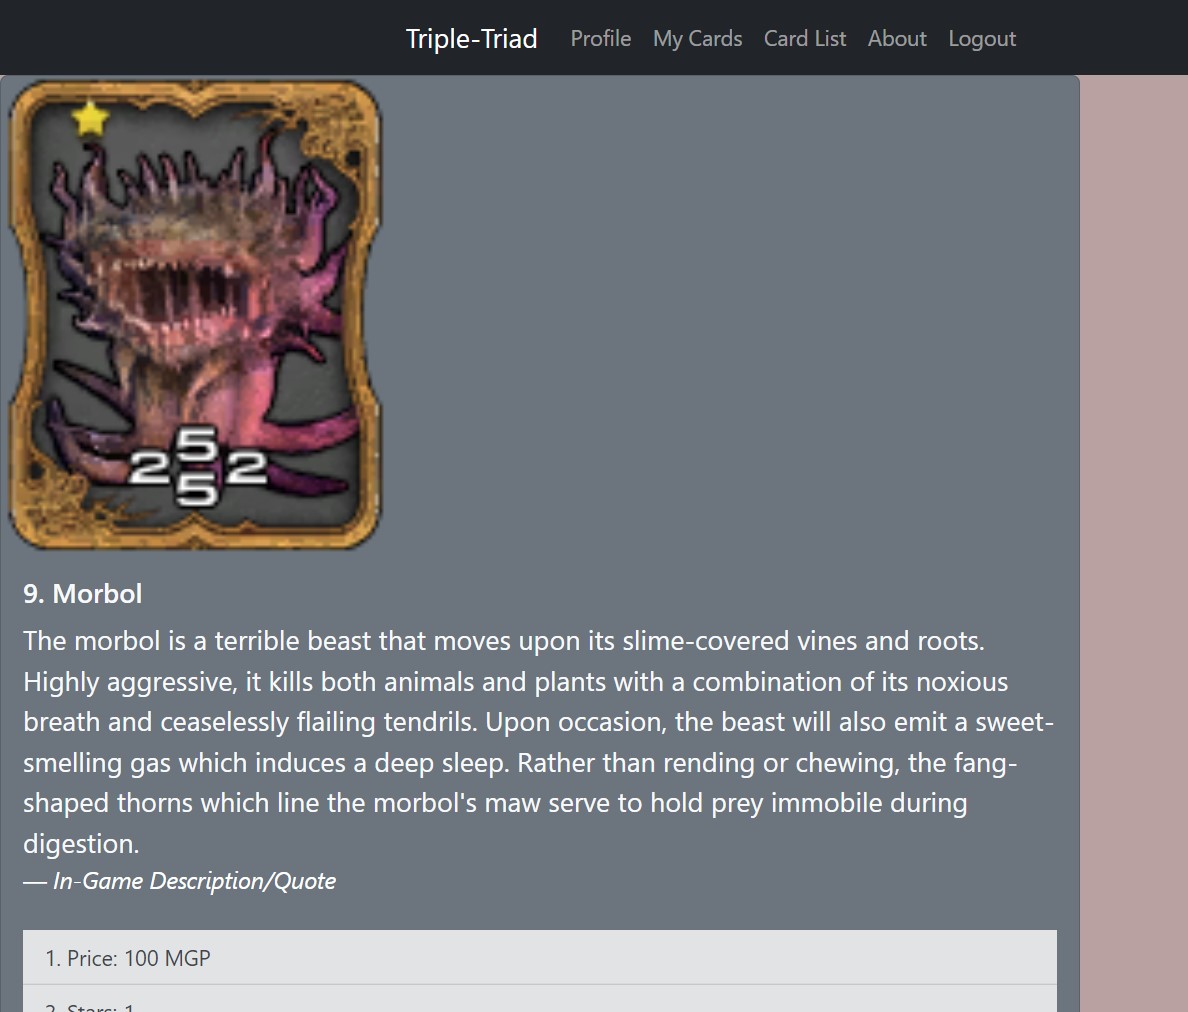 Triple-Triad Profile My Cards Card List About Logout
5
2 2
5
9. Morbol
The morbol is a terrible beast that moves upon its slime-covered vines and roots.
Highly aggressive, it kills both animals and plants with a combination of its noxious
breath and ceaselessly flailing tendrils. Upon occasion, the beast will also emit a sweet-
smelling gas which induces a deep sleep. Rather than rending or chewing, the fang-
shaped thorns which line the morbol's maw serve to hold prey immobile during
digestion.
— In-Game Description/Quote
1. Price: 100 MGP
2. Stars: 1